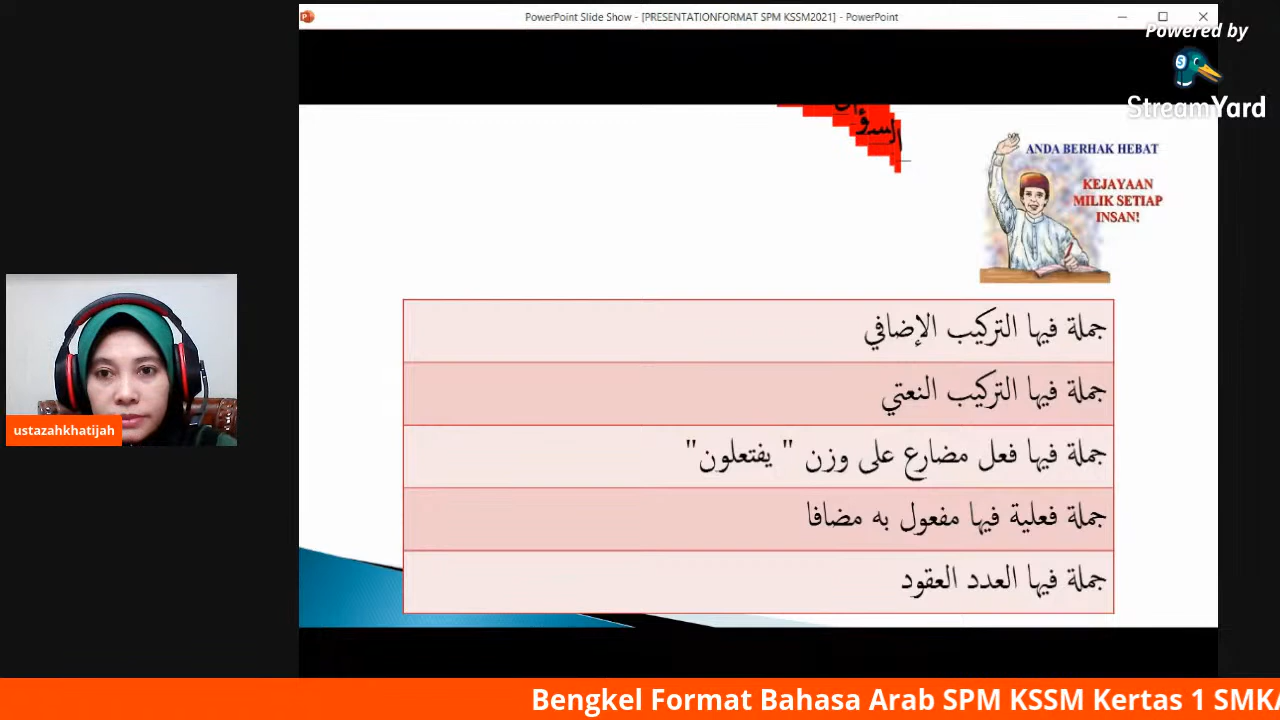 PowerPoint Slide Show - [PRESENTATIONFORMAT SPM KSSM2021] - PowerPoint
Powered by
StreamYard
السؤال
ANDA BERHAK HEBAT
KEJAYAAN
MILIK SETIAP
INSAN!
جملة فيها التركيب الإضافي
جملة فيها التركيب النعتي
جملة فيها فعل مضارع على وزن " يفتعلون"
جملة فعلية فيها مفعول به مضافا
جملة فيها العدد العقود
ustazahkhatijah
Bengkel Format Bahasa Arab SPM KSSM Kertas 1 SMKA